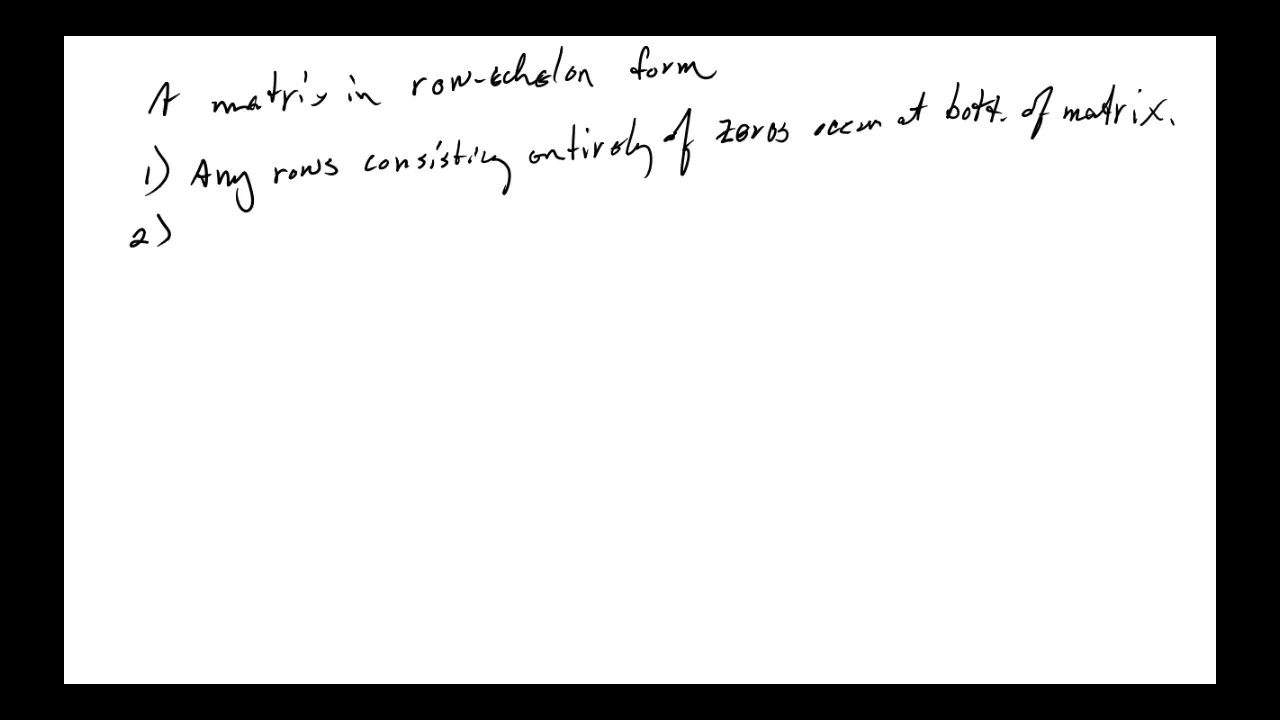 A matrix in row-echelon form
1) Any rows consisting entirely of zeros occur at bott. of matrix.
2)